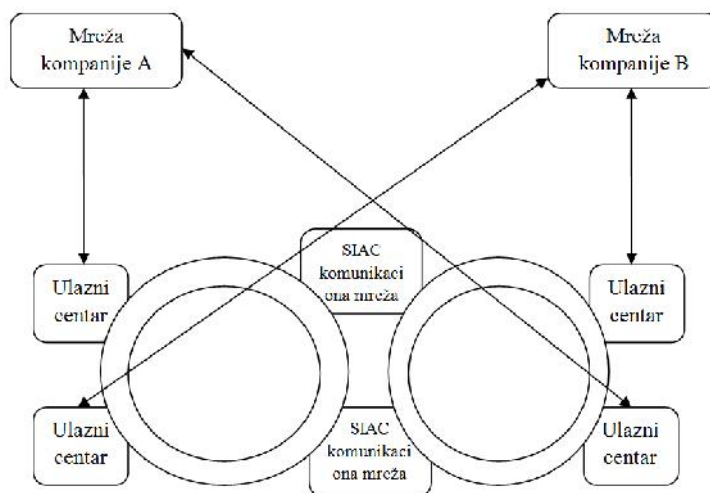 Mreža
kompanije A
Mreža
kompanije B
SIAC
komunikaci
ona mreža
Ulazni
centar
Ulazni
centar
Ulazni
centar
SIAC
komunikaci
ona mreža
Ulazni
centar